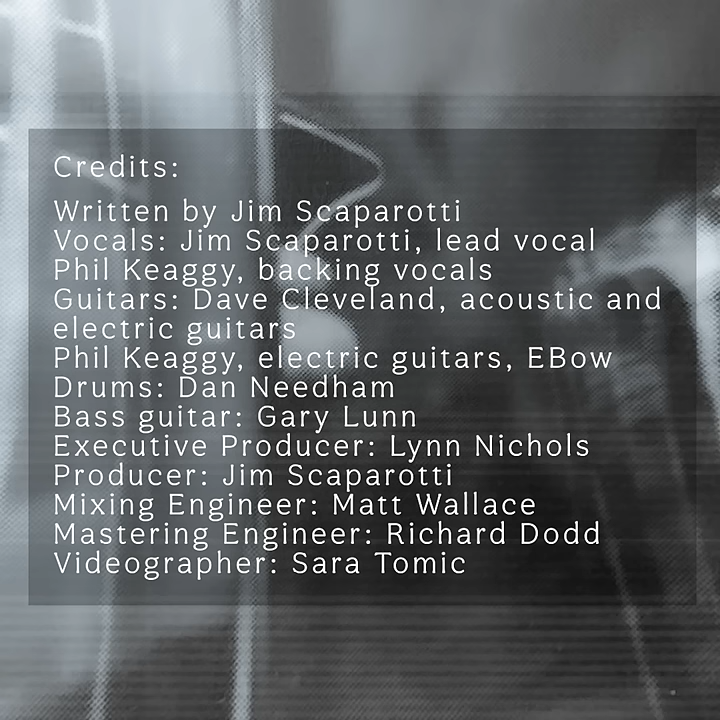 Credits:
Written by Jim Scaparotti
Vocals: Jim Scaparotti, lead vocal
Phil Keaggy, backing vocals
Guitars: Dave Cleveland, acoustic and
electric guitars
Phil Keaggy, electric guitars, EBow
Drums: Dan Needham
Bass guitar: Gary Lunn
Executive Producer: Lynn Nichols
Producer: Jim Scaparotti
Mixing Engineer: Matt Wallace
Mastering Engineer: Richard Dodd
Videographer: Sara Tomic